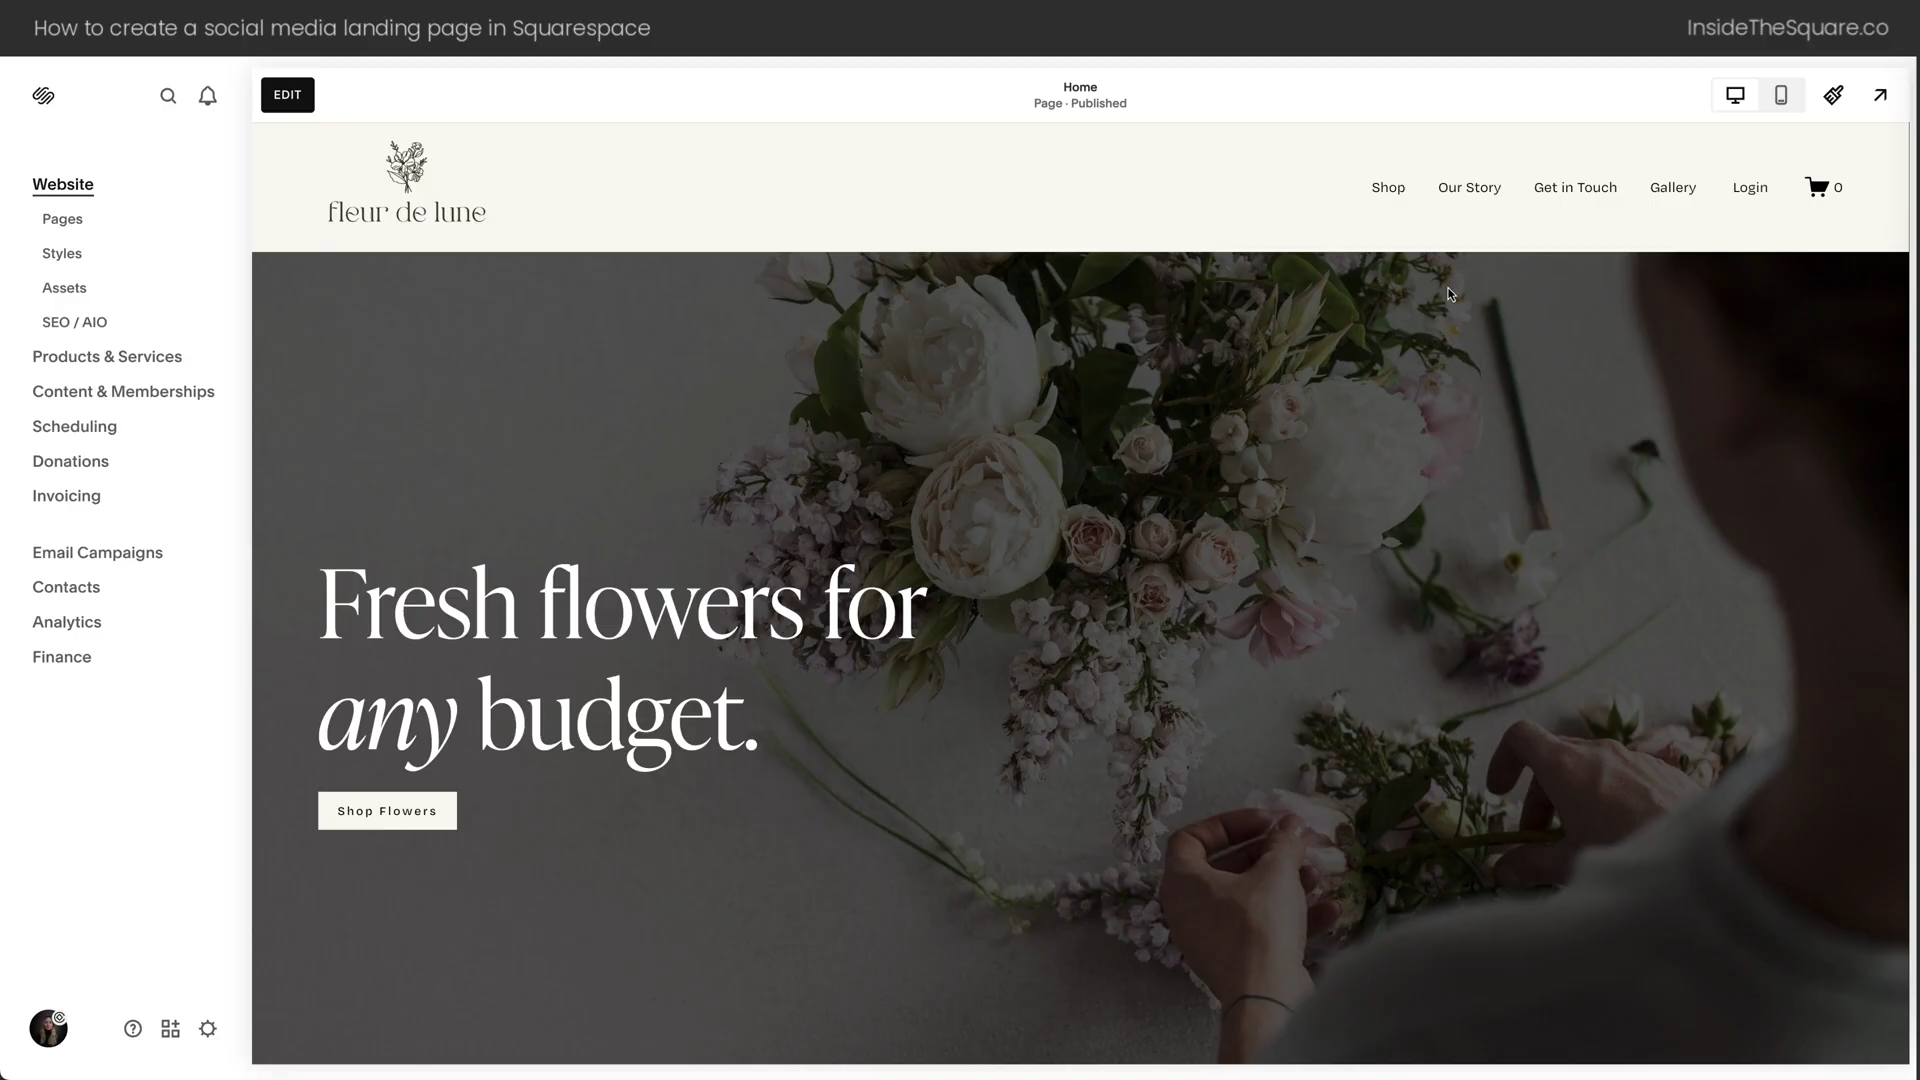 How to create a social media landing page in Squarespace
InsideTheSquare.co
EDIT
Home
Page · Published
Website
Pages
Styles
Assets
SEO / AIO
Products & Services
Content & Memberships
Scheduling
Donations
Invoicing
Email Campaigns
Contacts
Analytics
Finance
fleur de lune
Shop
Our Story
Get in Touch
Gallery
Login
0
Fresh flowers for
any budget.
Shop Flowers